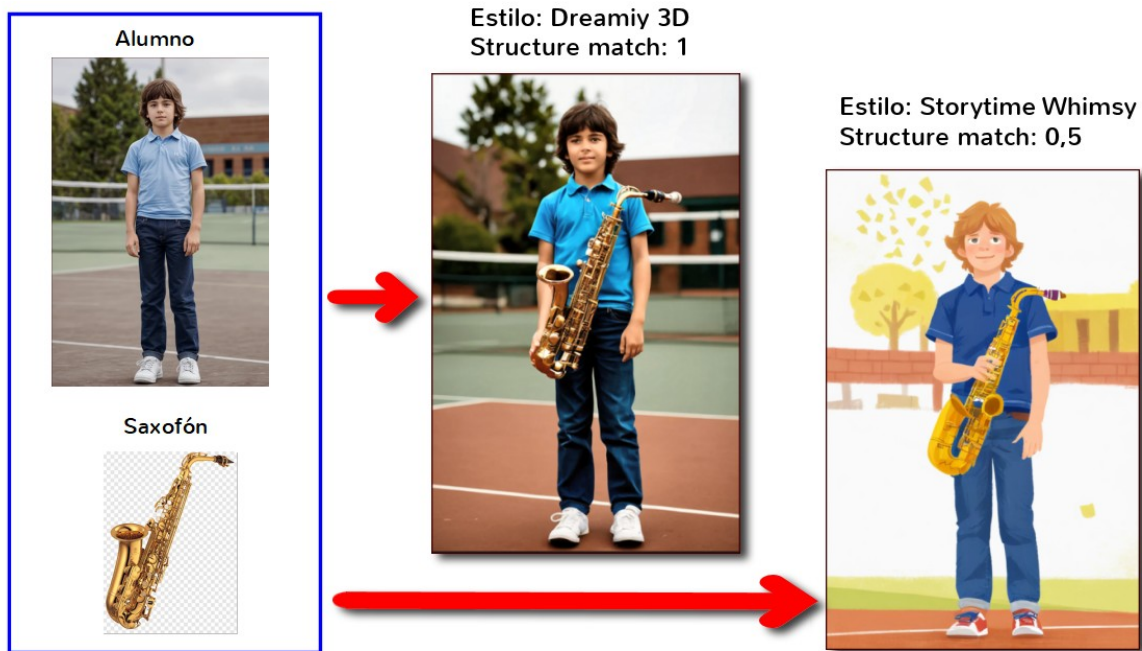 Alumno
Saxofón
Estilo: Dreamiy 3D
Structure match: 1
Estilo: Storytime Whimsy
Structure match: 0,5